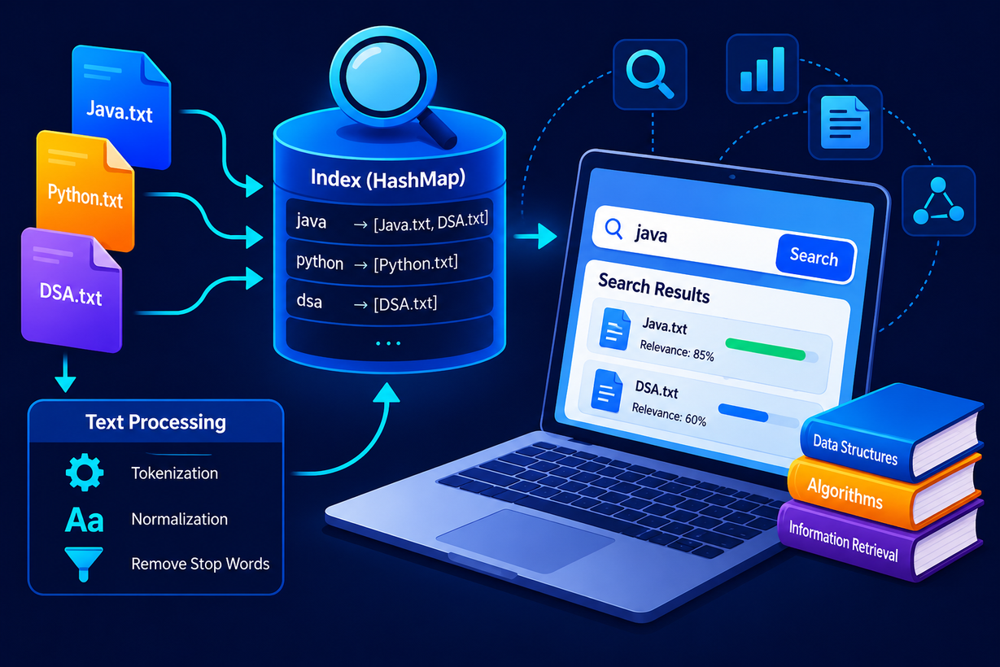 Java.txt
Python.txt
DSA.txt
Text Processing
Tokenization
Aa
Normalization
Remove Stop Words
Index (HashMap)
java → [Java.txt, DSA.txt]
python → [Python.txt]
dsa → [DSA.txt]
...
java
Search
Search Results
Java.txt
Relevance: 85%
DSA.txt
Relevance: 60%
Data Structures
Algorithms
Information Retrieval